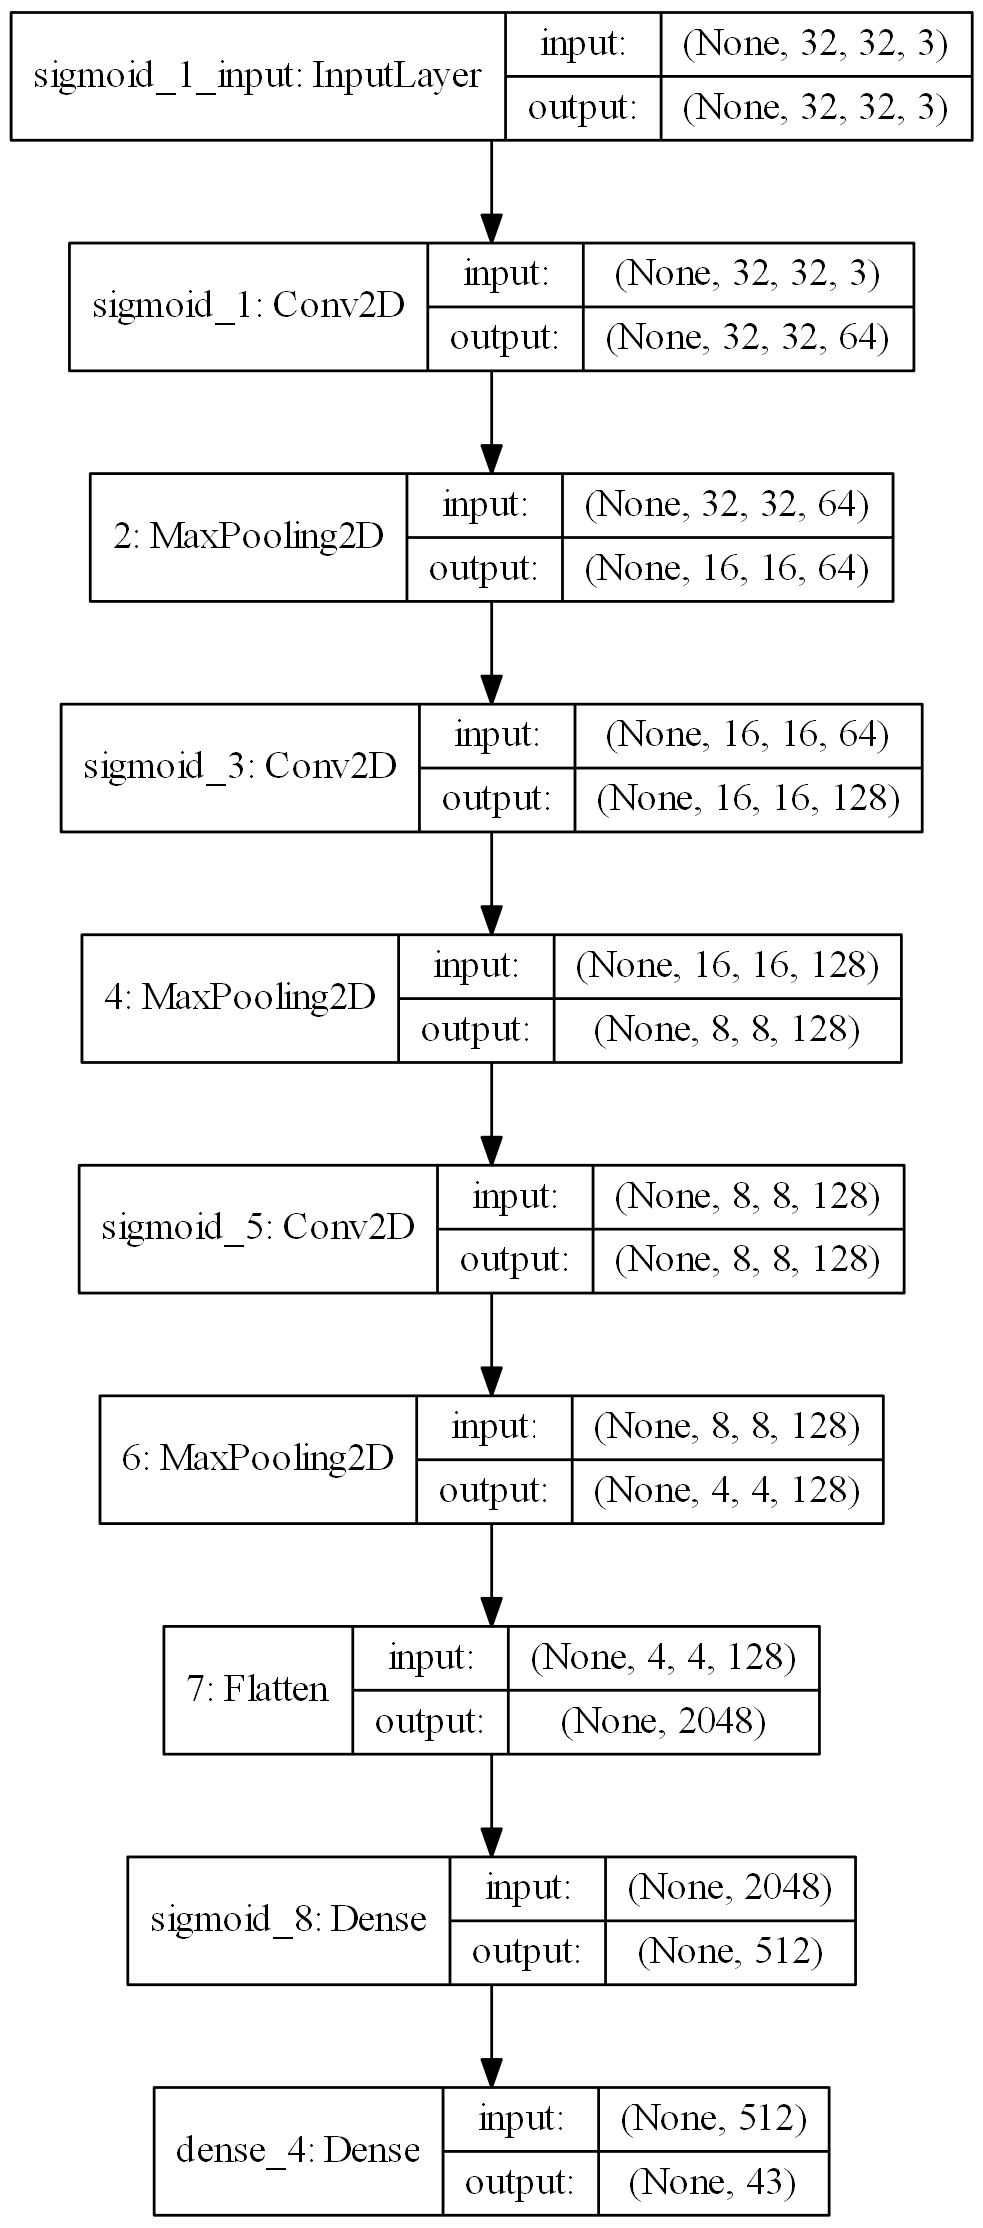 sigmoid_1_input: InputLayer
input:
(None, 32, 32, 3)
output:
(None, 32, 32, 3)
sigmoid_1: Conv2D
input:
(None, 32, 32, 3)
output:
(None, 32, 32, 64)
2: MaxPooling2D
input:
(None, 32, 32, 64)
output:
(None, 16, 16, 64)
sigmoid_3: Conv2D
input:
(None, 16, 16, 64)
output:
(None, 16, 16, 128)
4: MaxPooling2D
input:
(None, 16, 16, 128)
output:
(None, 8, 8, 128)
sigmoid_5: Conv2D
input:
(None, 8, 8, 128)
output:
(None, 8, 8, 128)
6: MaxPooling2D
input:
(None, 8, 8, 128)
output:
(None, 4, 4, 128)
7: Flatten
input:
(None, 4, 4, 128)
output:
(None, 2048)
sigmoid_8: Dense
input:
(None, 2048)
output:
(None, 512)
dense_4: Dense
input:
(None, 512)
output:
(None, 43)